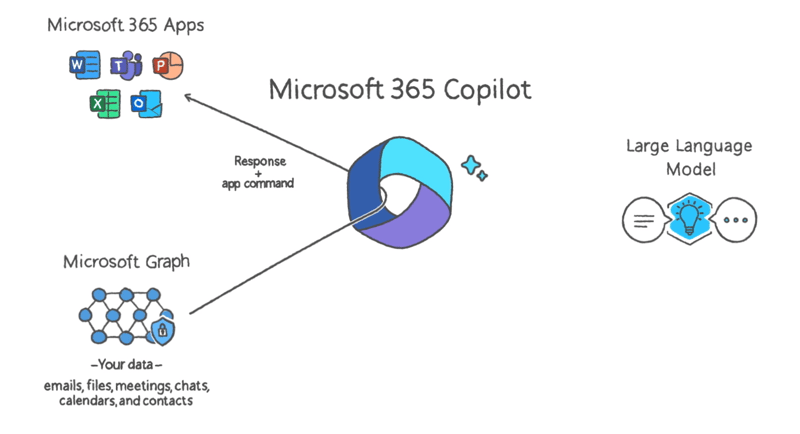 Microsoft 365 Apps
W
T
P
X
O
Microsoft 365 Copilot
Response
+
app command
Large Language
Model
Microsoft Graph
–Your data–
emails, files, meetings, chats,
calendars, and contacts